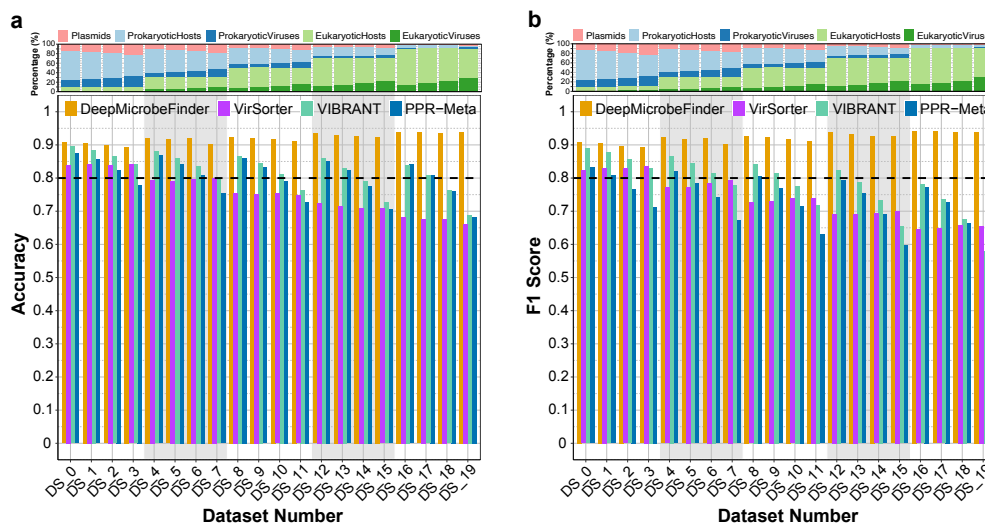 a
Plasmids ProkaryoticHosts ProkaryoticViruses EukaryoticHosts EukaryoticViruses
Percentage (%)
100
80
60
40
20
0
DeepMicrobeFinder VirSorter VIBRANT PPR−Meta
Accuracy
1
0.9
0.8
0.7
0.6
0.5
0.4
0.3
0.2
0.1
0
DS_0
DS_1
DS_2
DS_3
DS_4
DS_5
DS_6
DS_7
DS_8
DS_9
DS_10
DS_11
DS_12
DS_13
DS_14
DS_15
DS_16
DS_17
DS_18
DS_19
Dataset Number
b
Plasmids ProkaryoticHosts ProkaryoticViruses EukaryoticHosts EukaryoticViruses
Percentage (%)
100
80
60
40
20
0
DeepMicrobeFinder VirSorter VIBRANT PPR−Meta
F1 Score
1
0.9
0.8
0.7
0.6
0.5
0.4
0.3
0.2
0.1
0
DS_0
DS_1
DS_2
DS_3
DS_4
DS_5
DS_6
DS_7
DS_8
DS_9
DS_10
DS_11
DS_12
DS_13
DS_14
DS_15
DS_16
DS_17
DS_18
DS_19
Dataset Number